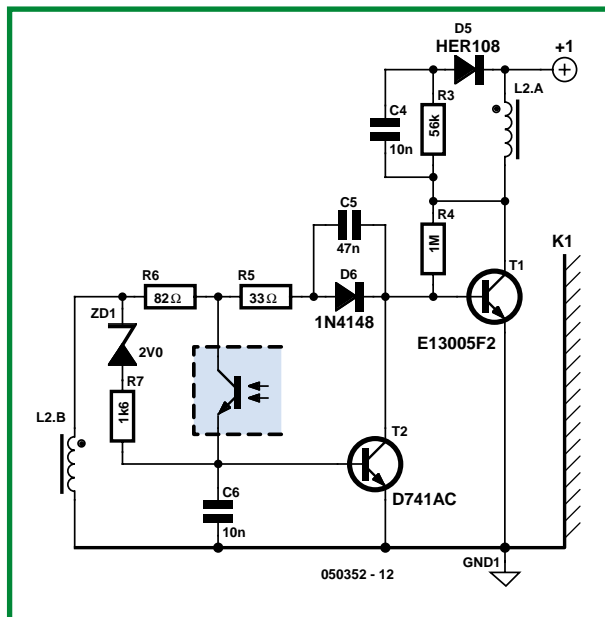 D5
HER108
+1
L2.A
R3
56k
C4
10n
C5
47n
R4
1M
K1
R6
82Ω
R5
33Ω
D6
1N4148
T1
E13005F2
ZD1
2V0
R7
1k6
L2.B
T2
D741AC
C6
10n
050352 - 12
GND1